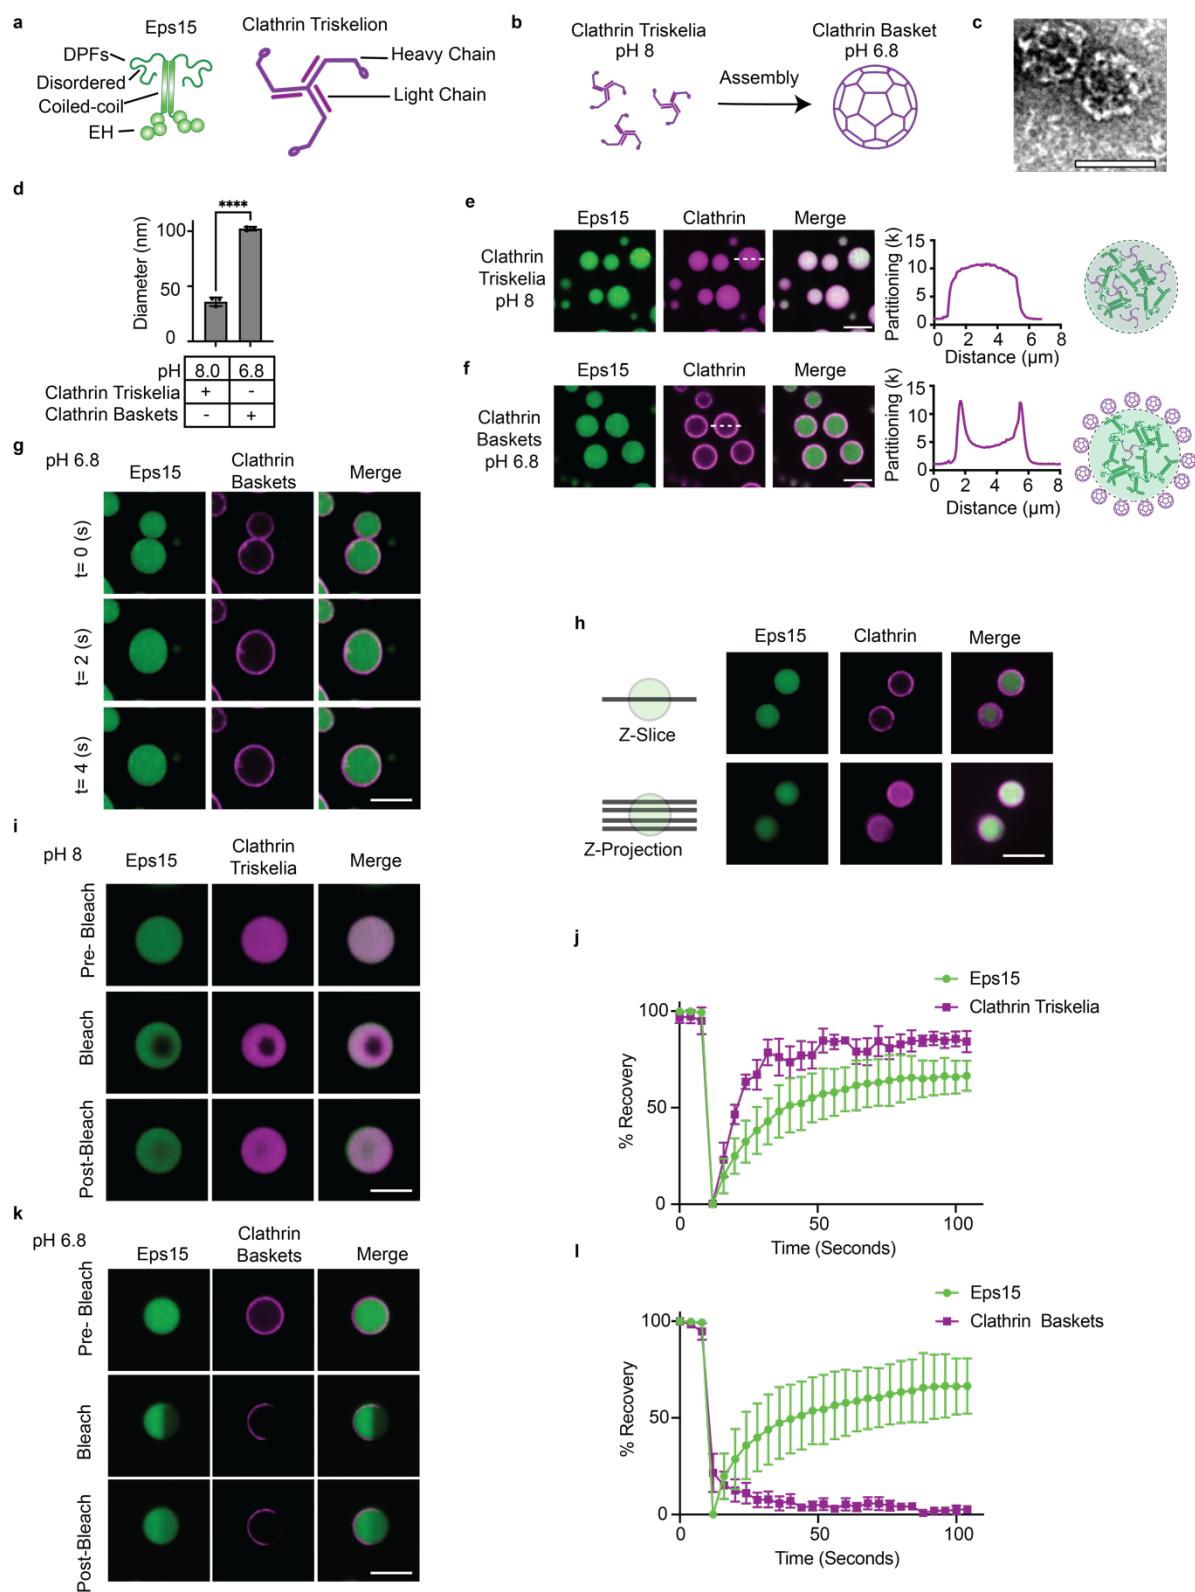 a
Eps15
DPFs
Disordered
Coiled-coil
EH
Clathrin Triskelion
Heavy Chain
Light Chain
b
Clathrin Triskelia
pH 8
Assembly
Clathrin Basket
pH 6.8
c
d
****
Diameter (nm)
100
50
0
pH 8.0 6.8
Clathrin Triskelia + -
Clathrin Baskets - +
e
Eps15 Clathrin Merge
Clathrin
Triskelia
pH 8
Partitioning (k)
15
10
5
0
0 2 4 6 8
Distance (μm)
f
Eps15 Clathrin Merge
Clathrin
Baskets
pH 6.8
Partitioning (k)
15
10
5
0
0 2 4 6 8
Distance (μm)
g
pH 6.8
Eps15
Clathrin
Baskets
Merge
t= 0 (s)
t= 2 (s)
t= 4 (s)
h
Eps15 Clathrin Merge
Z-Slice
Z-Projection
i
pH 8
Eps15
Clathrin
Triskelia
Merge
Pre- Bleach
Bleach
Post-Bleach
j
Eps15
Clathrin Triskelia
% Recovery
100
50
0
0 50 100
Time (Seconds)
k
pH 6.8
Eps15
Clathrin
Baskets
Merge
Pre- Bleach
Bleach
Post-Bleach
l
Eps15
Clathrin Baskets
% Recovery
100
50
0
0 50 100
Time (Seconds)